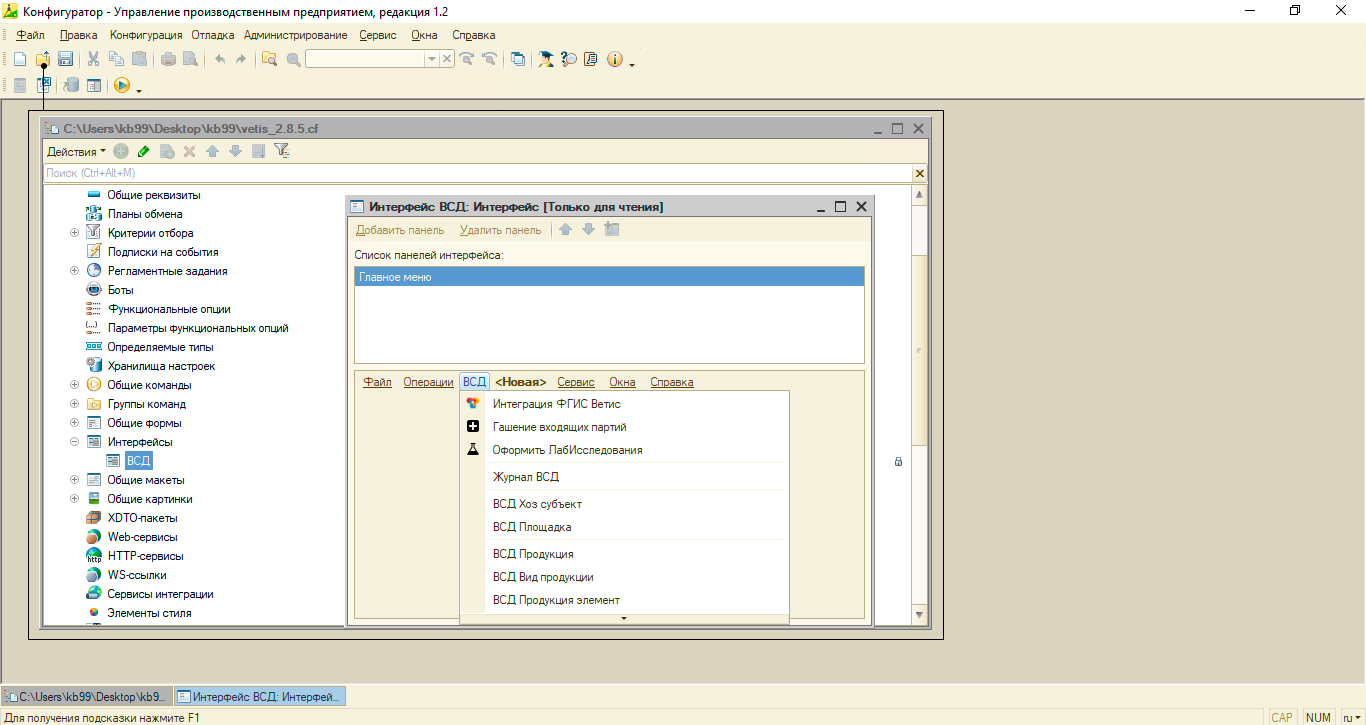 Конфигуратор - Управление производственным предприятием, редакция 1.2
Файл Правка Конфигурация Отладка Администрирование Сервис Окна Справка
C:\Users\kb99\Desktop\kb99\vetis_2.8.5.cf
Действия
Поиск (Ctrl+Alt+M)
Общие реквизиты
Планы обмена
Критерии отбора
Подписки на события
Регламентные задания
Боты
Функциональные опции
Параметры функциональных опций
Определяемые типы
Хранилища настроек
Общие команды
Группы команд
Общие формы
Интерфейсы
ВСД
Общие макеты
Общие картинки
XDTO-пакеты
Web-сервисы
HTTP-сервисы
WS-ссылки
Сервисы интеграции
Элементы стиля
Интерфейс ВСД: Интерфейс [Только для чтения]
Добавить панель Удалить панель
Список панелей интерфейса:
Главное меню
Файл Операции ВСД <Новая> Сервис Окна Справка
Интеграция ФГИС Ветис
Гашение входящих партий
Оформить ЛабИсследования
Журнал ВСД
ВСД Хоз субъект
ВСД Площадка
ВСД Продукция
ВСД Вид продукции
ВСД Продукция элемент
C:\Users\kb99\Desktop\kb9... Интерфейс ВСД: Интерфей...
Для получения подсказки нажмите F1 CAP NUM ru